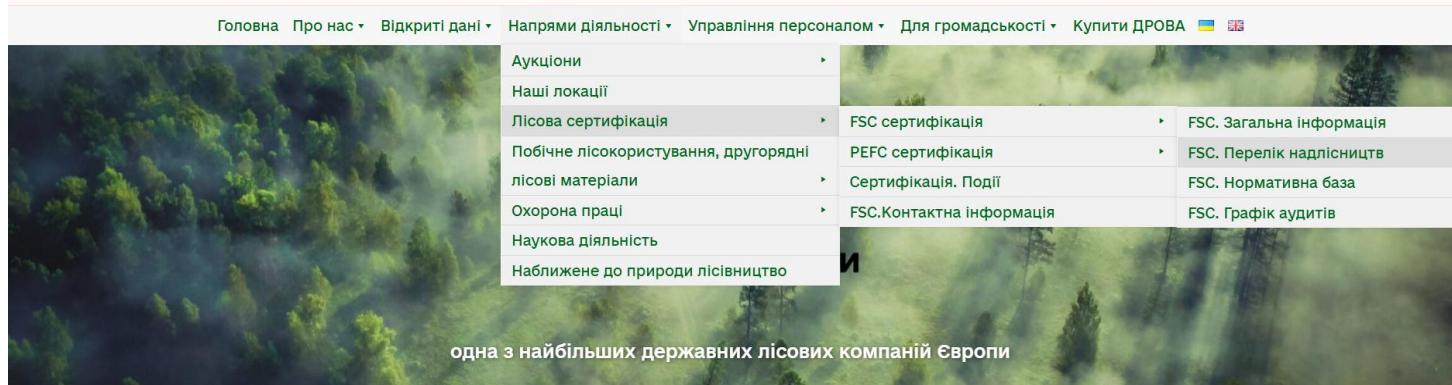 Головна Про нас Відкриті дані Напрями діяльності Управління персоналом Для громадськості Купити ДРОВА
Аукціони
Наші локації
Лісова сертифікація
Побічне лісокористування, другорядні
лісові матеріали
Охорона праці
Наукова діяльність
Наближене до природи лісівництво
FSC сертифікація
PEFC сертифікація
Сертифікація. Події
FSC.Контактна інформація
FSC. Загальна інформація
FSC. Перелік надлісництв
FSC. Нормативна база
FSC. Графік аудитів
одна з найбільших державних лісових компаній Європи